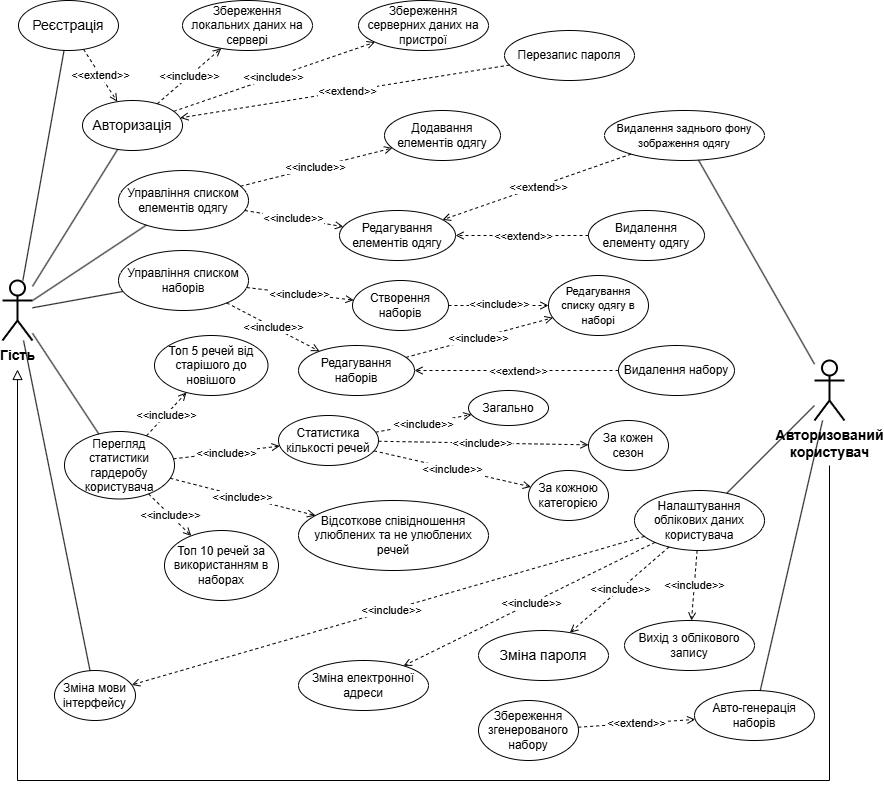 Реєстрація
Збереження
локальних даних на
сервері
Збереження
серверних даних на
пристрої
Перезапис пароля
<<extend>>
<<include>>
<<include>>
<<extend>>
Авторизація
Додавання
елементів одягу
Видалення заднього фону
зображення одягу
<<include>>
<<extend>>
Управління списком
елементів одягу
<<include>>
Редагування
елементів одягу
<<extend>>
Видалення
елементу одягу
Управління списком
наборів
<<include>>
Створення
наборів
<<include>>
Редагування
списку одягу в
наборі
<<include>>
<<include>>
Гість
Топ 5 речей від
старішого до
новішого
Редагування
наборів
<<extend>>
Видалення набору
<<include>>
Загально
<<include>>
Авторизований
користувач
Перегляд
статистики
гардеробу
користувача
<<include>>
Статистика
кількості речей
<<include>>
За кожен
сезон
<<include>>
За кожною
категорією
<<include>>
<<include>>
Відсоткове співідношення
улюблених та не улюблених
речей
Налаштування
облікових даних
користувача
Топ 10 речей за
використанням в
наборах
<<include>>
<<include>>
<<include>>
<<include>>
Зміна мови
інтерфейсу
Зміна електронної
адреси
Зміна пароля
Вихід з облікового
запису
Збереження
згенерованого
набору
<<extend>>
Авто-генерація
наборів